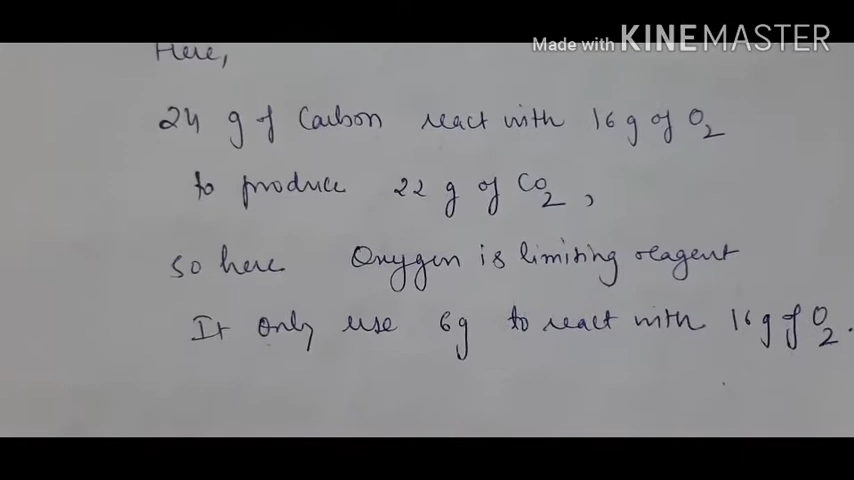 Made with KINEMASTER
Here,
24 g of Carbon react with 16 g of O2
to produce 22 g of CO2,
so here Oxygen is limiting reagent
It only use 6g to react with 16 g of O2.